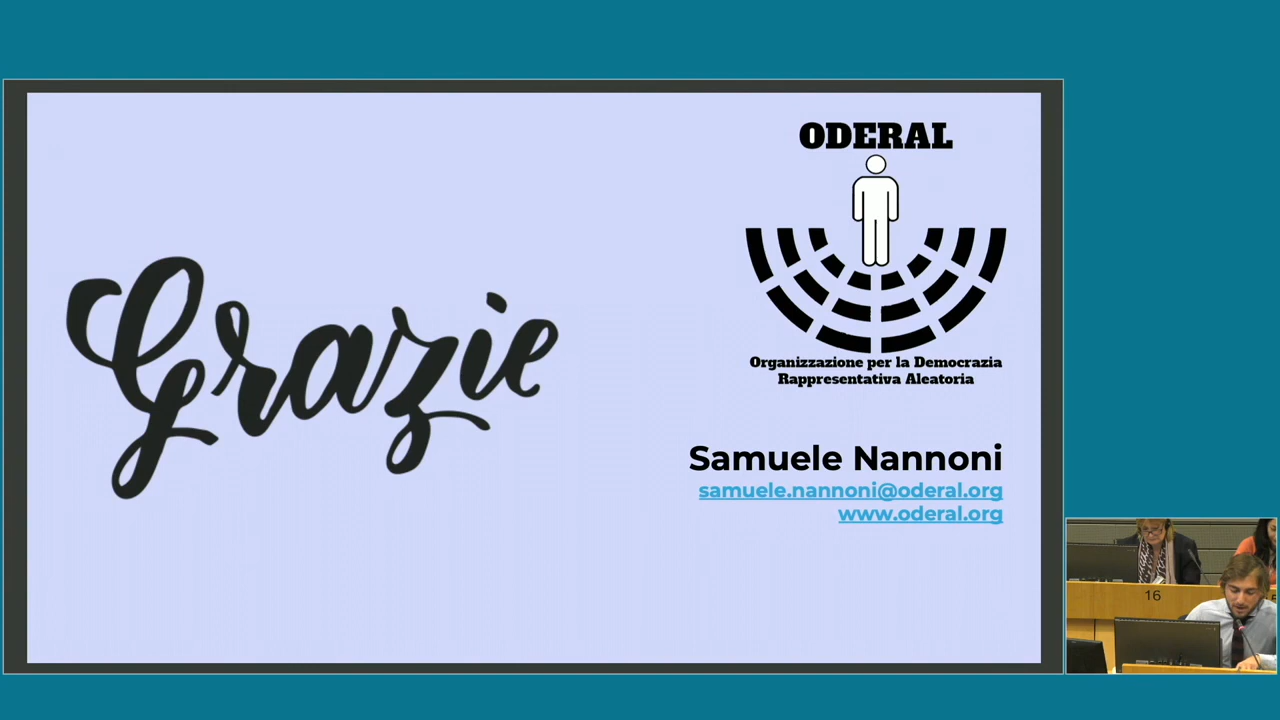 Grazie
ODERAL
Organizzazione per la Democrazia
Rappresentativa Aleatoria
Samuele Nannoni
samuele.nannoni@oderal.org
www.oderal.org
16